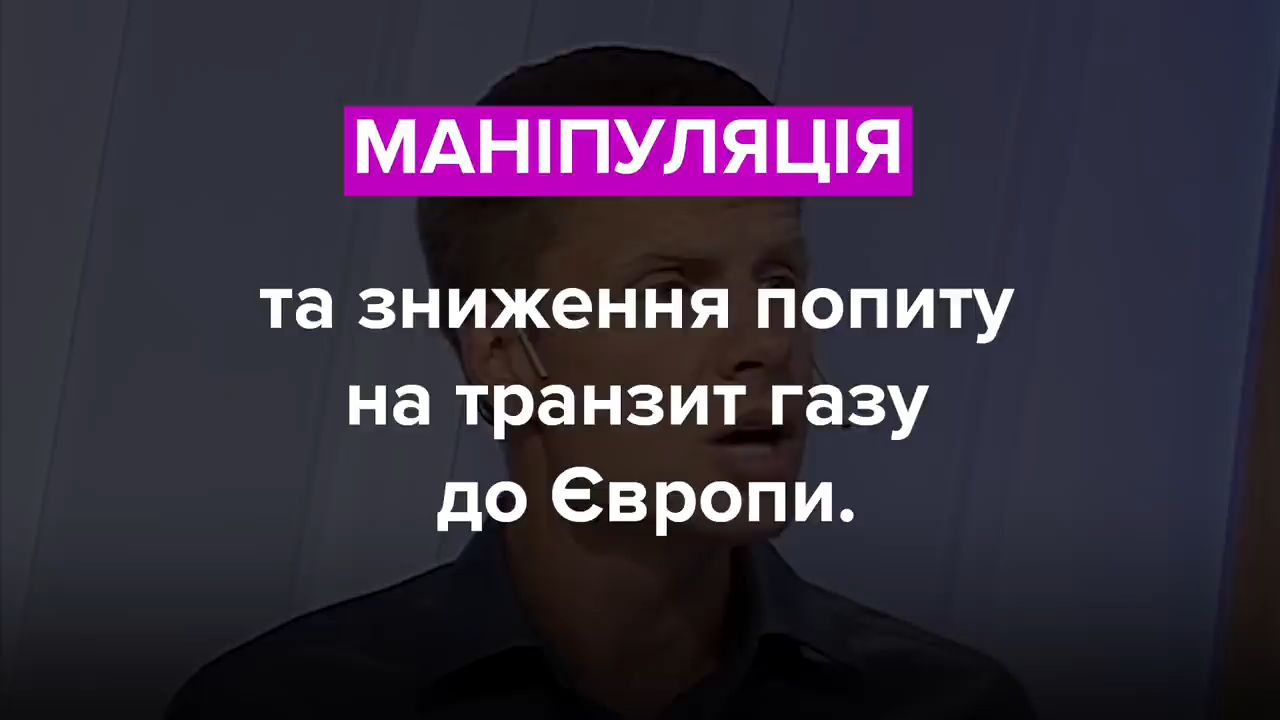 МАНІПУЛЯЦІЯ
та зниження попиту
на транзит газу
до Європи.